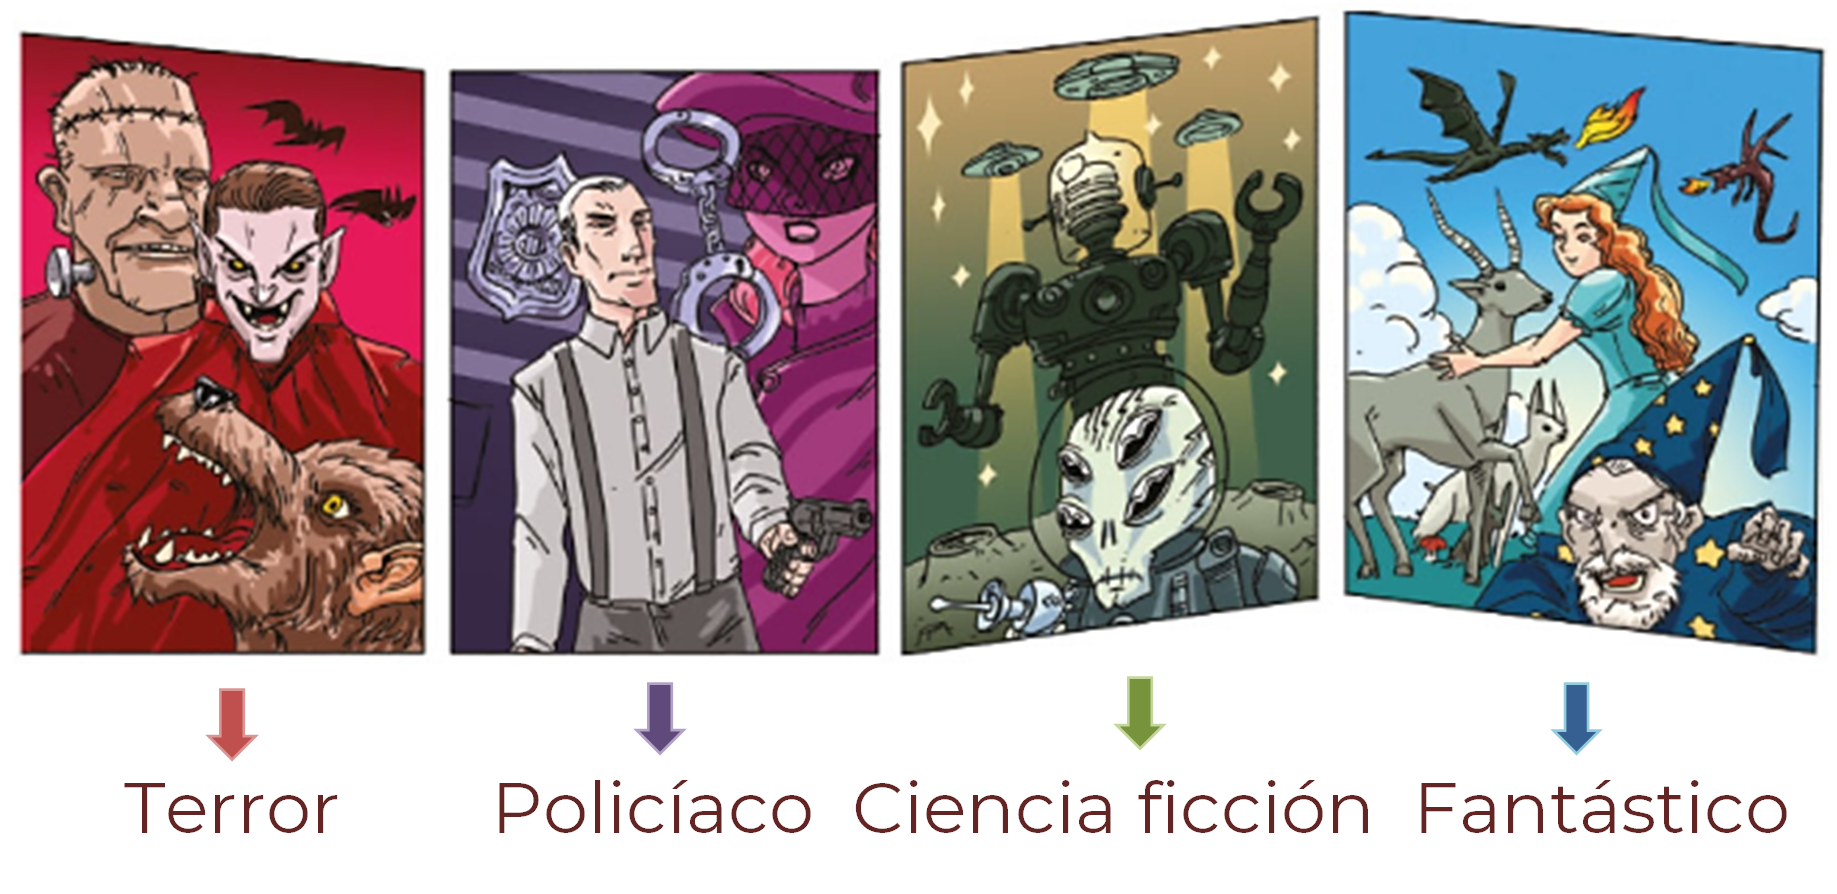 Terror
Policíaco
Ciencia ficción
Fantástico